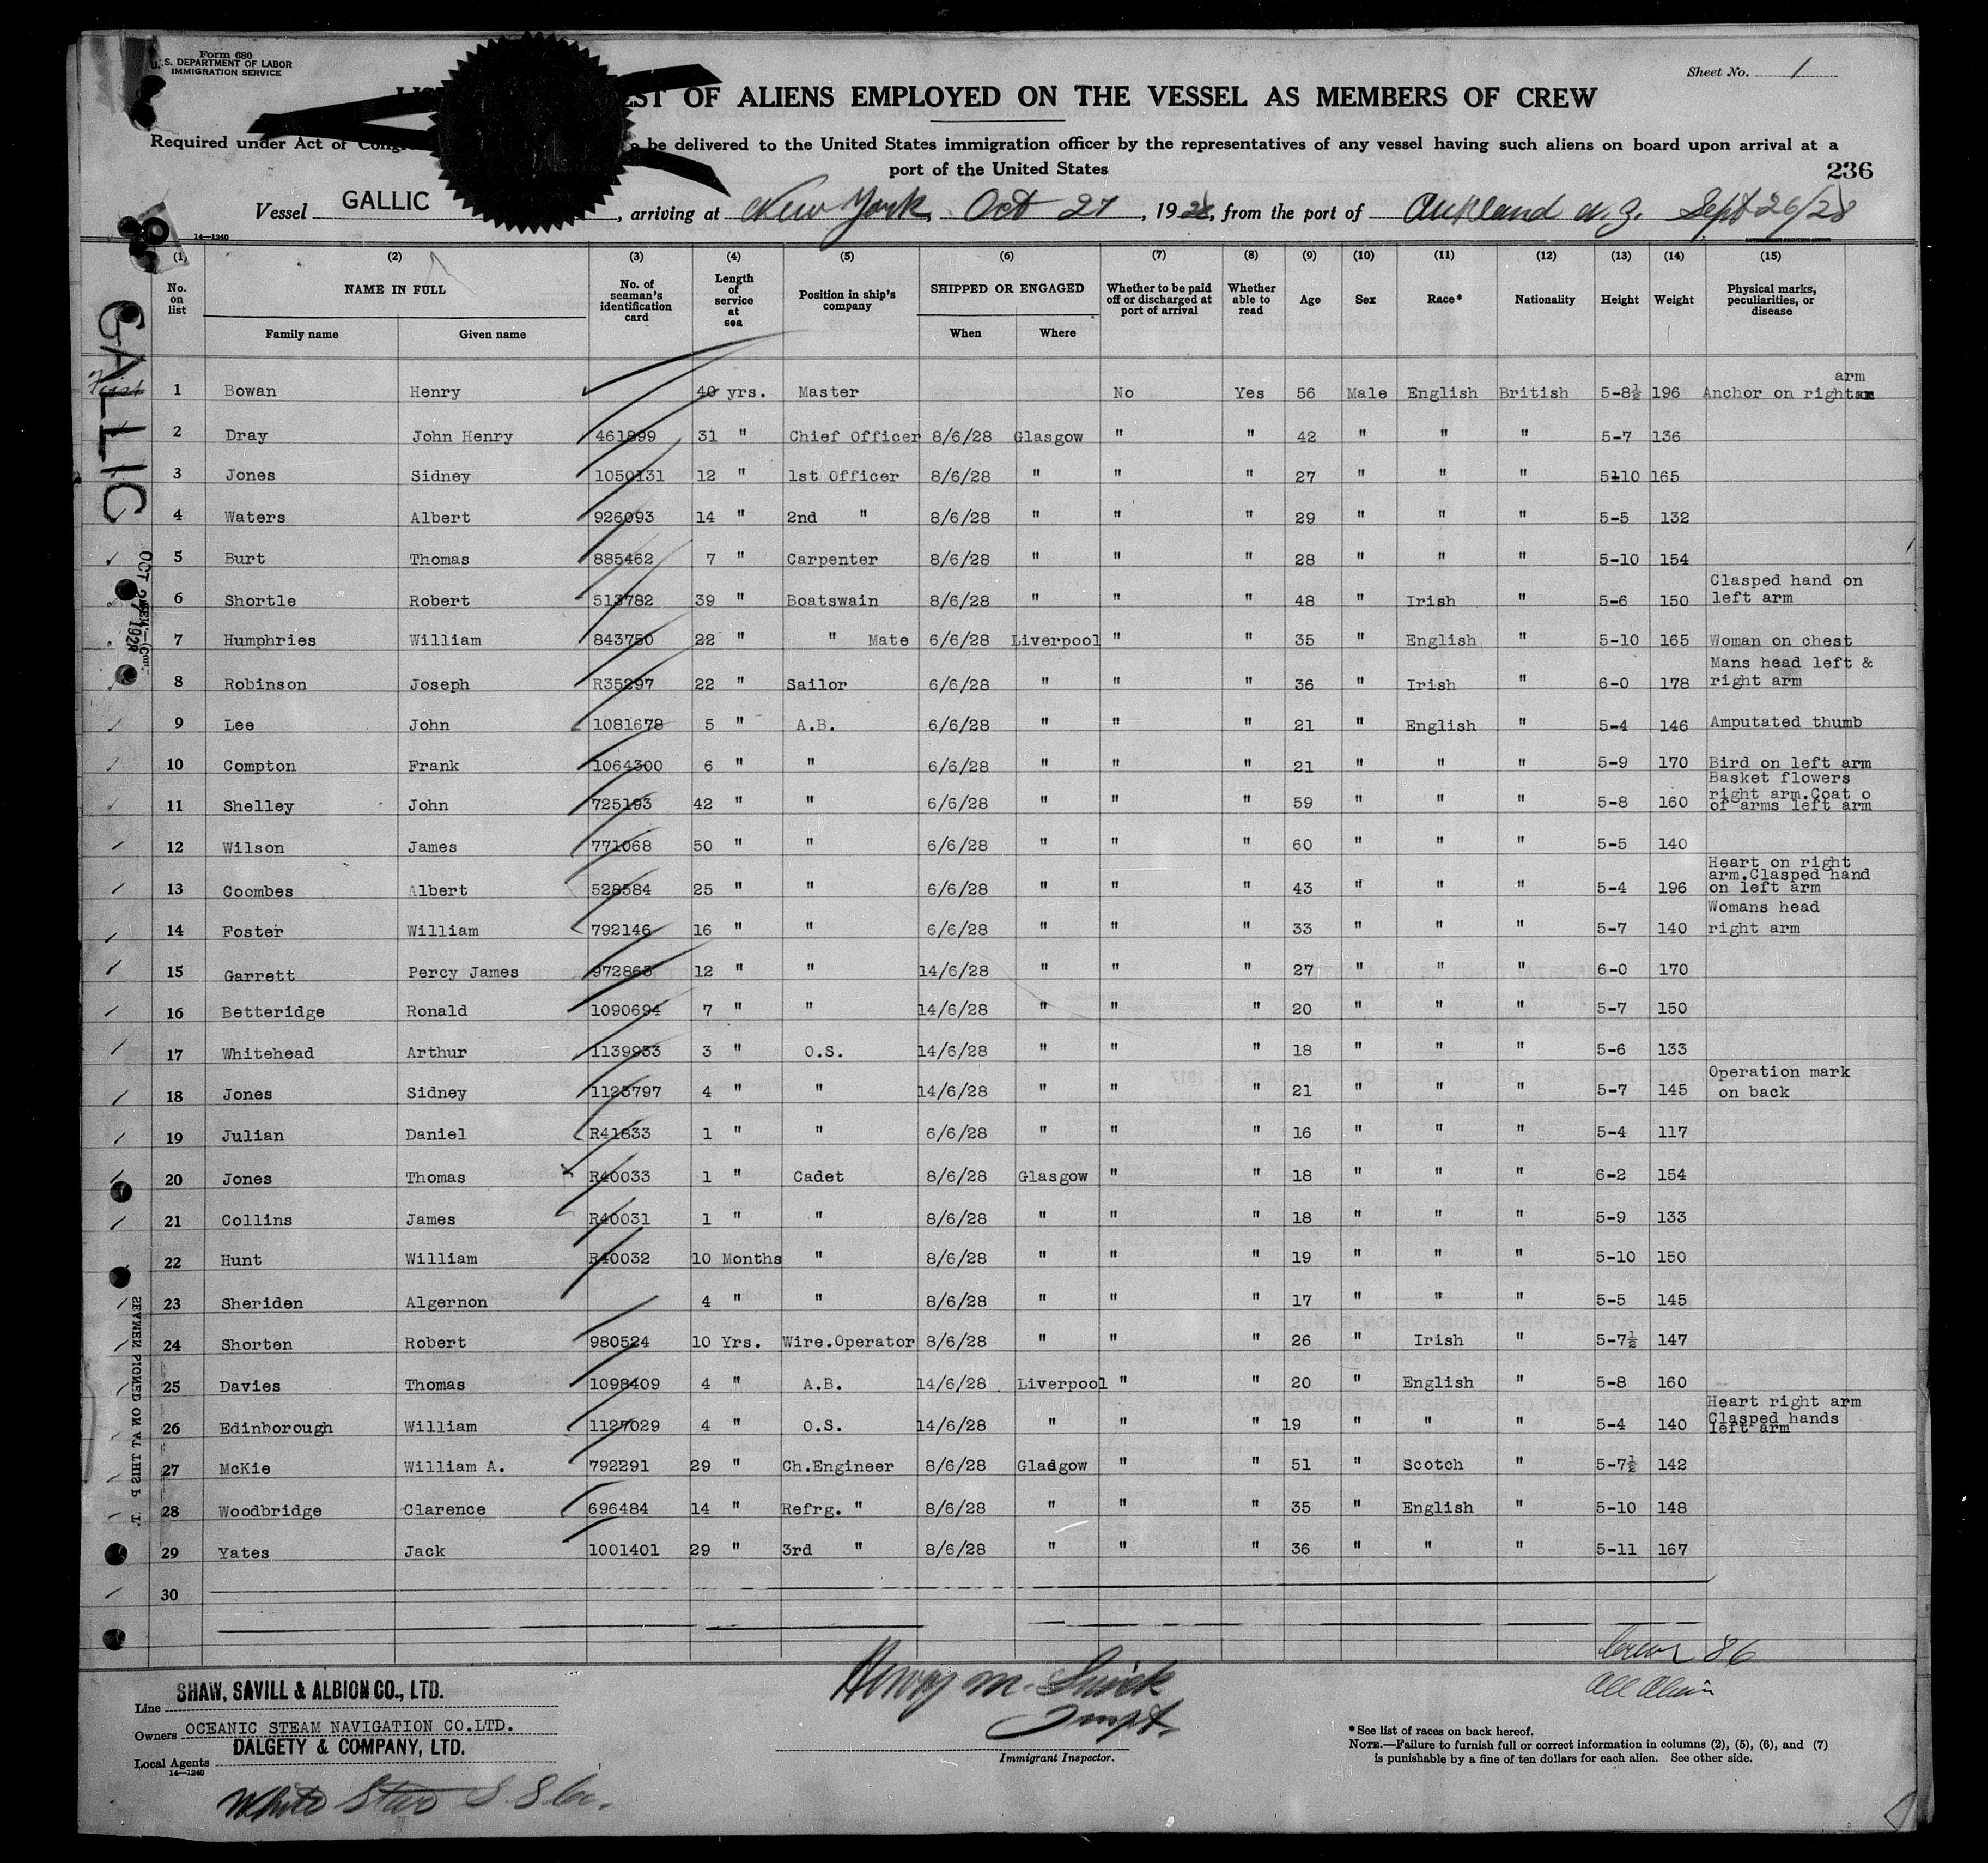 Form 680
U.S. DEPARTMENT OF LABOR
IMMIGRATION SERVICE
Sheet No. 1
OF ALIENS EMPLOYED ON THE VESSEL AS MEMBERS OF CREW
Required under Act of be delivered to the United States immigration officer by the representatives of any vessel having such aliens on board upon arrival at a
port of the United States
236
Vessel GALLIC , arriving at New York, Oct 27, 1928, from the port of Aukland N.Z. Sept 26/28
14—1240
(1) (2) (3) (4) (5) (6) (7) (8) (9) (10) (11) (12) (13) (14) (15)
No. on list NAME IN FULL No. of seaman's identification card Length of service at sea Position in ship's company SHIPPED OR ENGAGED Whether to be paid off or discharged at port of arrival Whether able to read Age Sex Race* Nationality Height Weight Physical marks, peculiarities, or disease
Family name Given name When Where
GALLIC
1 Bowan Henry 40 yrs. Master No Yes 56 Male English British 5-8½ 196 Anchor on right arm
2 Dray John Henry 461899 31 " Chief Officer 8/6/28 Glasgow " " 42 " " " 5-7 136
3 Jones Sidney 1050131 12 " 1st Officer 8/6/28 " " " 27 " " " 5-10 165
4 Waters Albert 926093 14 " 2nd " 8/6/28 " " " 29 " " " 5-5 132
5 Burt Thomas 885462 7 " Carpenter 8/6/28 " " " 28 " " " 5-10 154
6 Shortle Robert 513782 39 " Boatswain 8/6/28 " " " 48 " Irish " 5-6 150 Clasped hand on left arm
7 Humphries William 843750 22 " " Mate 6/6/28 Liverpool " " 35 " English " 5-10 165 Woman on chest
8 Robinson Joseph R35297 22 " Sailor 6/6/28 " " " 36 " Irish " 6-0 178 Mans head left & right arm
9 Lee John 1081678 5 " A.B. 6/6/28 " " " 21 " English " 5-4 146 Amputated thumb
10 Compton Frank 1064300 6 " " 6/6/28 " " " 21 " " " 5-9 170 Bird on left arm
11 Shelley John 725193 42 " " 6/6/28 " " " 59 " " " 5-8 160 Basket flowers right arm.Coat o of arms left arm
12 Wilson James 771068 50 " " 6/6/28 " " " 60 " " " 5-5 140
13 Coombes Albert 528584 25 " " 6/6/28 " " " 43 " " " 5-4 196 Heart on right arm.Clasped hand on left arm
14 Foster William 792146 16 " " 6/6/28 " " " 33 " " " 5-7 140 Womans head right arm
15 Garrett Percy James 972863 12 " " 14/6/28 " " " 27 " " " 6-0 170
16 Betteridge Ronald 1090694 7 " " 14/6/28 " " " 20 " " " 5-7 150
17 Whitehead Arthur 1139933 3 " O.S. 14/6/28 " " " 18 " " " 5-6 133
18 Jones Sidney 1123797 4 " " 14/6/28 " " " 21 " " " 5-7 145 Operation mark on back
19 Julian Daniel R41833 1 " " 6/6/28 " " " 16 " " " 5-4 117
20 Jones Thomas R40033 1 " Cadet 8/6/28 Glasgow " " 18 " " " 6-2 154
21 Collins James R40031 1 " " 8/6/28 " " " 18 " " " 5-9 133
22 Hunt William R40032 10 Months " 8/6/28 " " " 19 " " " 5-10 150
23 Sheriden Algernon 4 " " 8/6/28 " " " 17 " " " 5-5 145
24 Shorten Robert 980524 10 Yrs. Wire.Operator 8/6/28 " " " 26 " Irish " 5-7½ 147
25 Davies Thomas 1098409 4 " A.B. 14/6/28 Liverpool " " 20 " English " 5-8 160
26 Edinborough William 1127029 4 " O.S. 14/6/28 " " " 19 " " " 5-4 140 Heart right arm Clasped hands left arm
27 McKie William A. 792291 29 " Ch.Engineer 8/6/28 Glasgow " " 51 " Scotch " 5-7½ 142
28 Woodbridge Clarence 696484 14 " Refrg. " 8/6/28 " " " 35 " English " 5-10 148
29 Yates Jack 1001401 29 " 3rd " 8/6/28 " " " 36 " " " 5-11 167
30
Crew 86
All Alien
Line SHAW, SAVILL & ALBION CO., LTD.
Owners OCEANIC STEAM NAVIGATION CO.LTD.
Local Agents DALGETY & COMPANY, LTD.
14—1240
White Star S S Co.
Henry M.
Inspt.
Immigrant Inspector.
*See list of races on back hereof.
NOTE.—Failure to furnish full or correct information in columns (2), (5), (6), and (7)
is punishable by a fine of ten dollars for each alien. See other side.